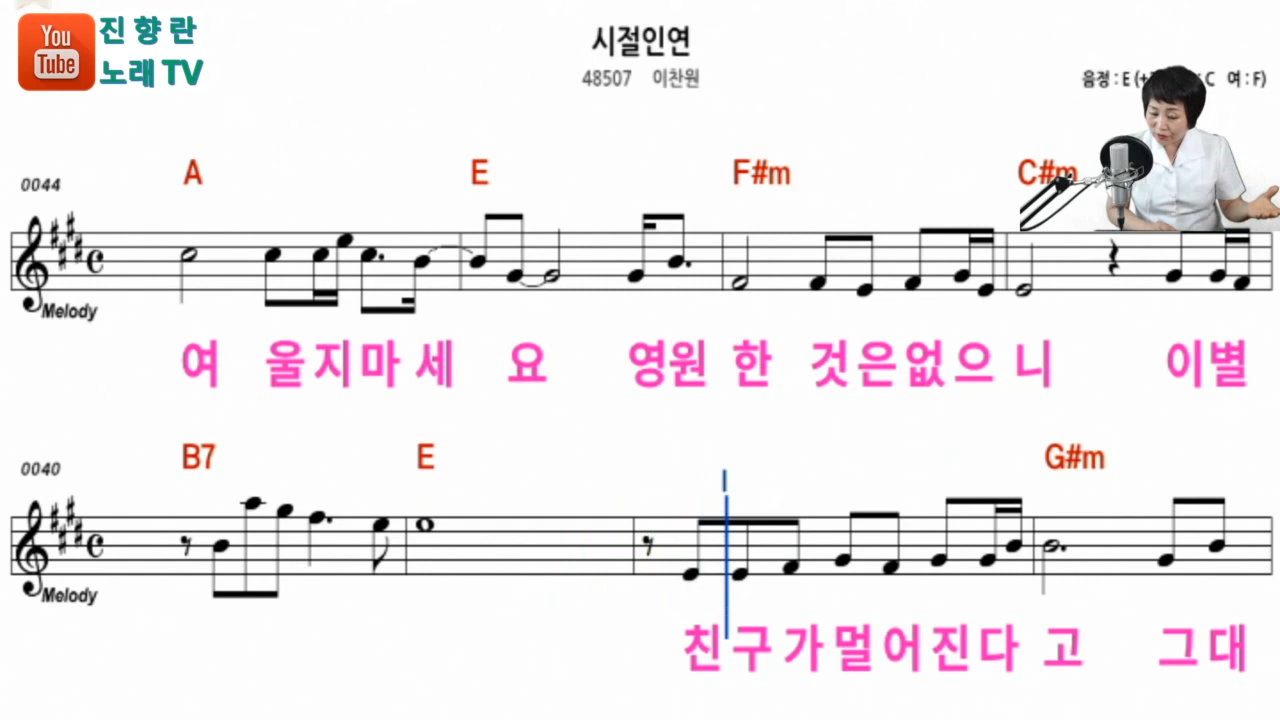 You
Tube
진 향 란
노래 TV
시절인연
48507 이찬원
음정 : E (+ C 여 : F)
0044
A E F#m C#m
Melody
여 울지마 세 요 영원 한 것은없으 니 이별
0040
B7 E G#m
Melody
친구가멀어진다 고 그대